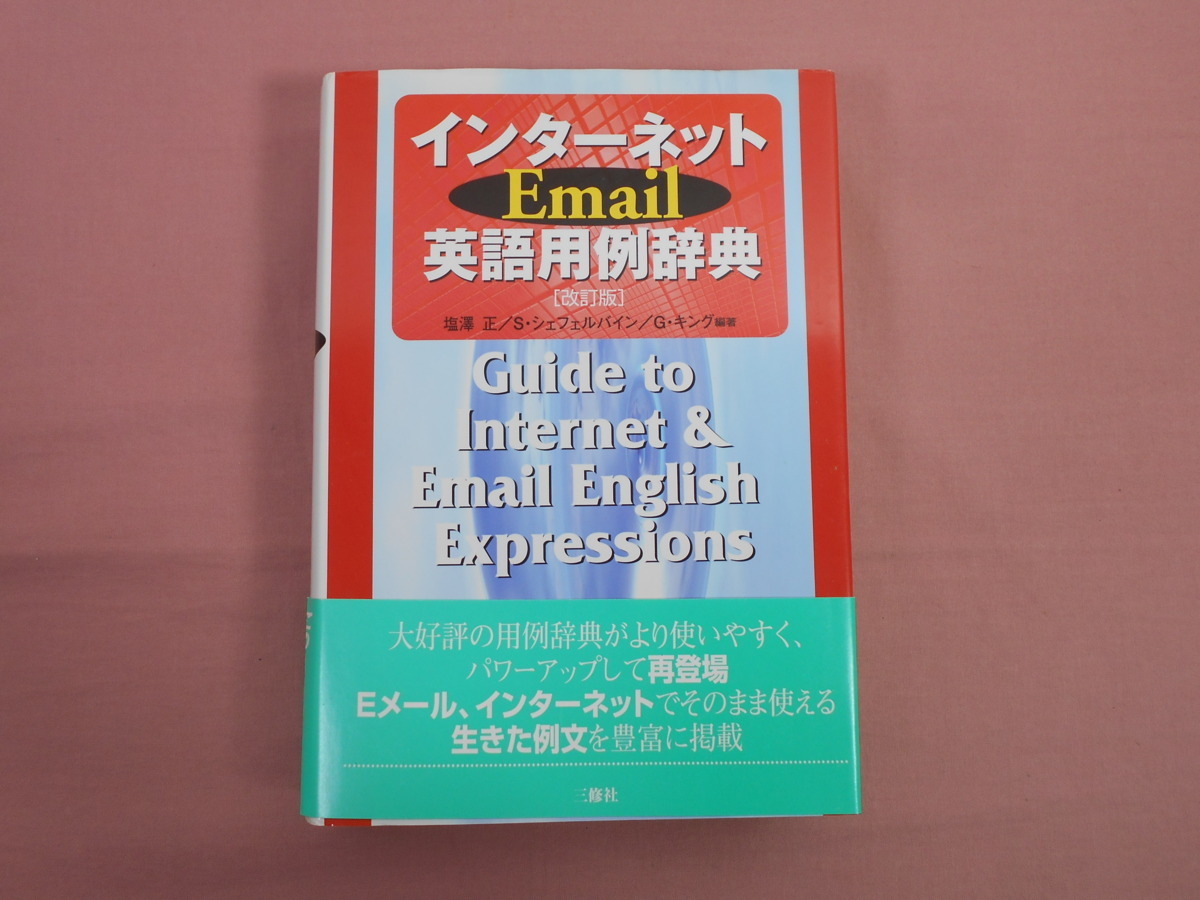 インターネット
Email
英語用例辞典
[改訂版]
塩澤 正／S・シェフェルバイン／G・キング 編著
Guide to
Internet &
Email English
Expressions
大好評の用例辞典がより使いやすく、
パワーアップして再登場
Eメール、インターネットでそのまま使える
生きた例文を豊富に掲載
三修社